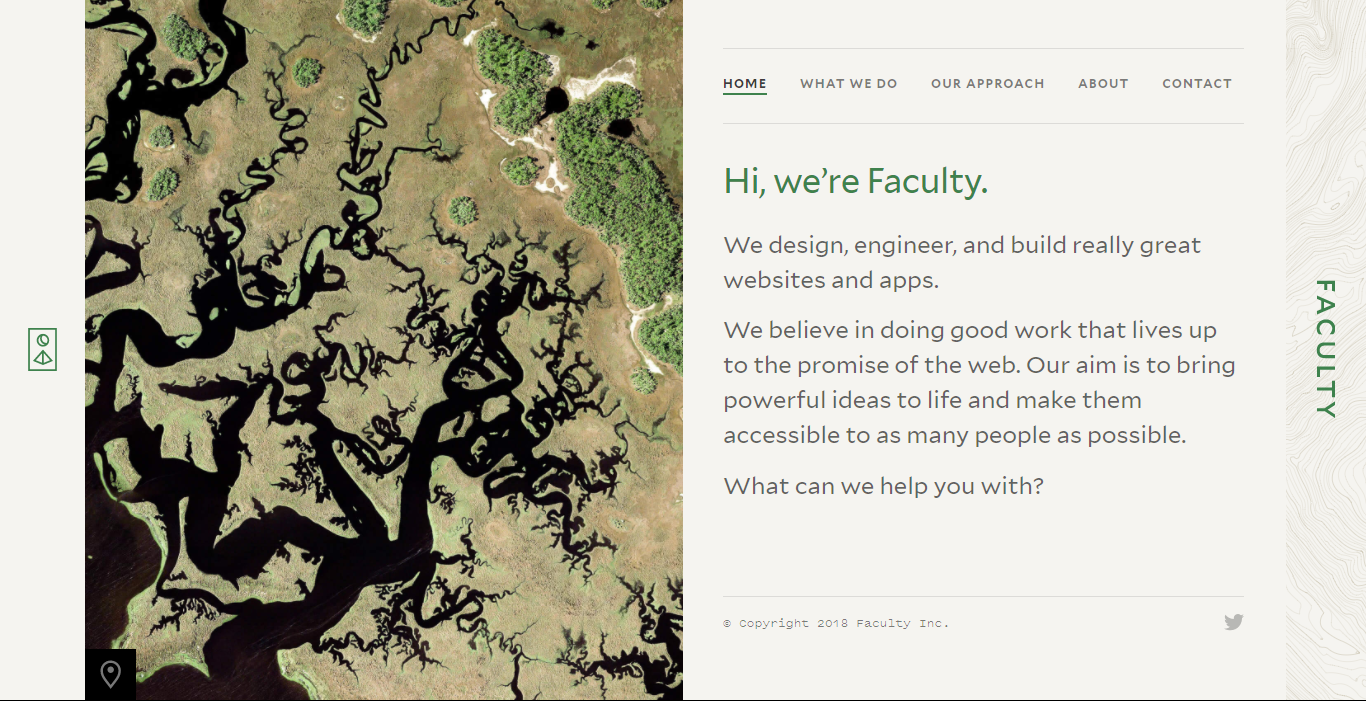 HOME WHAT WE DO OUR APPROACH ABOUT CONTACT
Hi, we’re Faculty.
We design, engineer, and build really great
websites and apps.
We believe in doing good work that lives up
to the promise of the web. Our aim is to bring
powerful ideas to life and make them
accessible to as many people as possible.
What can we help you with?
© Copyright 2018 Faculty Inc.
FACULTY